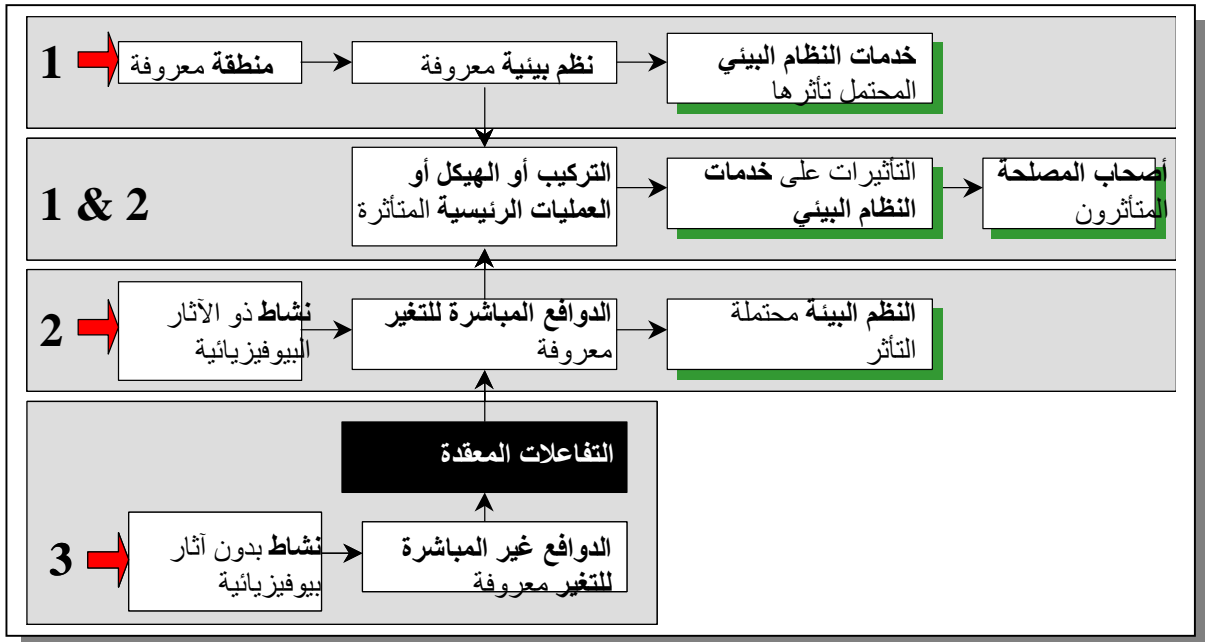 1
منطقة معروفة
نظم بيئية معروفة
خدمات النظام البيئي
المحتمل تأثرها
1 & 2
التركيب أو الهيكل أو
العمليات الرئيسية المتأثرة
التأثيرات على خدمات
النظام البيئي
أصحاب المصلحة
المتأثرون
2
نشاط ذو الآثار
البيوفيزيائية
الدوافع المباشرة للتغير
معروفة
النظم البيئة محتملة
التأثر
التفاعلات المعقدة
3
نشاط بدون آثار
بيوفيزيائية
الدوافع غير المباشرة
للتغير معروفة